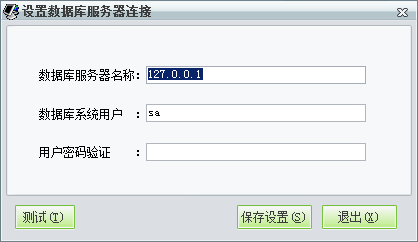 设置数据库服务器连接
数据库服务器名称: 127.0.0.1
数据库系统用户 : sa
用户密码验证 :
测试(T) 保存设置(S) 退出(X)